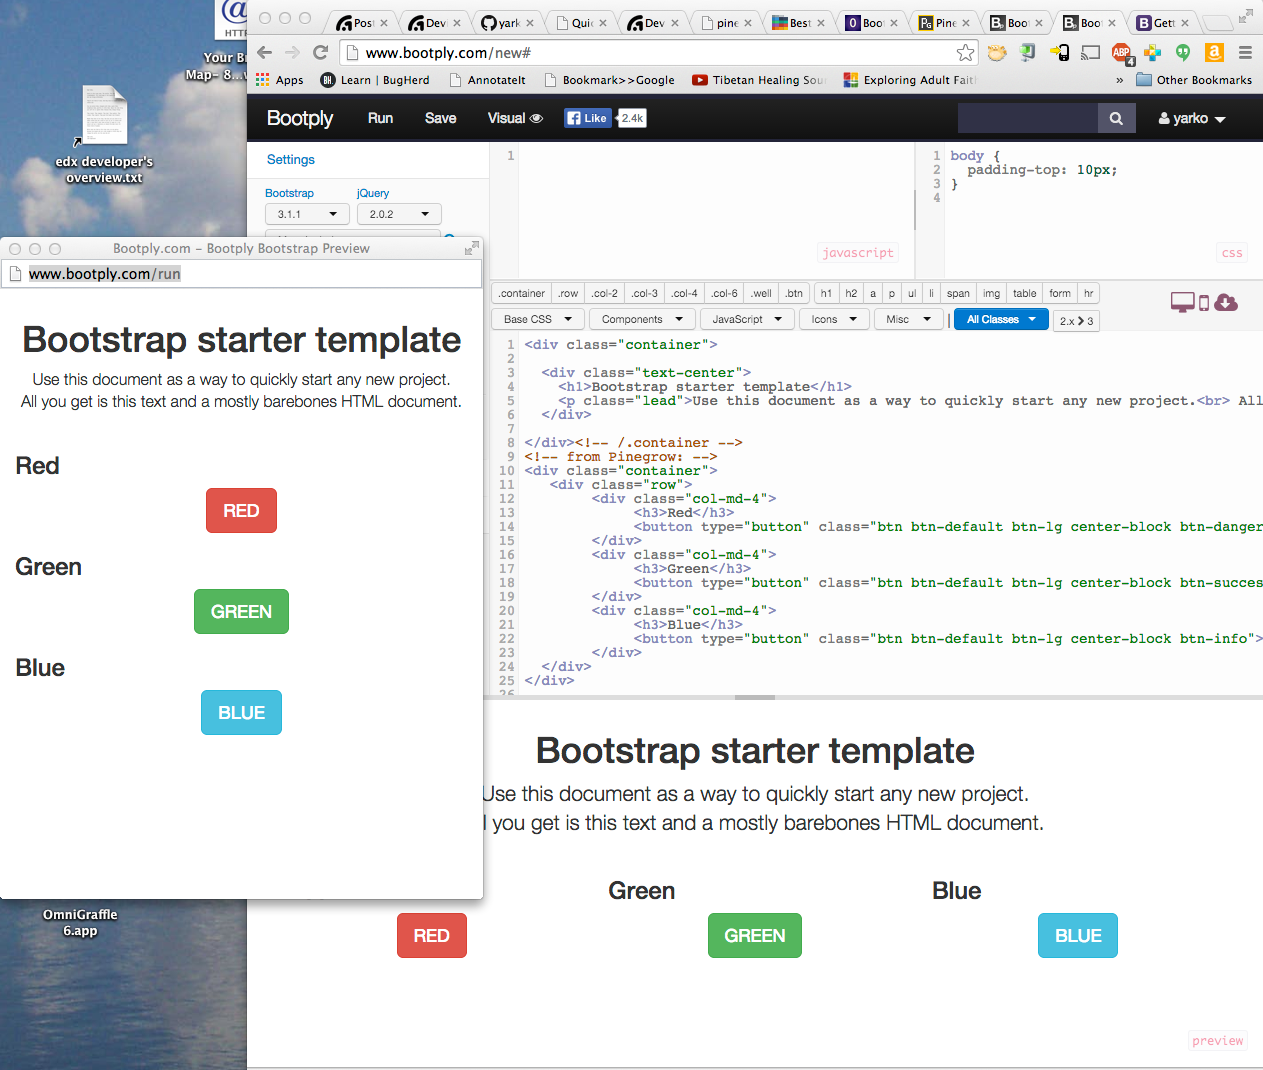 HTTP
Your Br
Map- 8...w
edx developer's
overview.txt
OmniGraffle
6.app
Post
Deve
yark
Quic
Deve
pine
Best
Boot
Pine
Boot
Boot
Gett
www.bootply.com/new#
ABP
4
Apps
BH
Learn | BugHerd
AnnotateIt
Bookmark>>Google
Tibetan Healing Sou
Exploring Adult Faith
»
Other Bookmarks
Bootply
Run
Save
Visual
Like
2.4k
yarko
Settings
Bootstrap
jQuery
3.1.1
2.0.2
1
javascript
1 body {
2 padding-top: 10px;
3 }
4
css
.container .row .col-2 .col-3 .col-4 .col-6 .well .btn h1 h2 a p ul li span img table form hr
Base CSS Components JavaScript Icons Misc All Classes 2.x > 3
1 <div class="container">
2
3 <div class="text-center">
4 <h1>Bootstrap starter template</h1>
5 <p class="lead">Use this document as a way to quickly start any new project.<br> All
6 </div>
7
8 </div><!-- /.container -->
9 <!-- from Pinegrow: -->
10 <div class="container">
11 <div class="row">
12 <div class="col-md-4">
13 <h3>Red</h3>
14 <button type="button" class="btn btn-default btn-lg center-block btn-danger
15 </div>
16 <div class="col-md-4">
17 <h3>Green</h3>
18 <button type="button" class="btn btn-default btn-lg center-block btn-succes
19 </div>
20 <div class="col-md-4">
21 <h3>Blue</h3>
22 <button type="button" class="btn btn-default btn-lg center-block btn-info">
23 </div>
24 </div>
25 </div>
26
Bootply.com – Bootply Bootstrap Preview
www.bootply.com/run
Bootstrap starter template
Use this document as a way to quickly start any new project.
All you get is this text and a mostly barebones HTML document.
Red
RED
Green
GREEN
Blue
BLUE
Bootstrap starter template
Use this document as a way to quickly start any new project.
l you get is this text and a mostly barebones HTML document.
Green
Blue
RED
GREEN
BLUE
preview